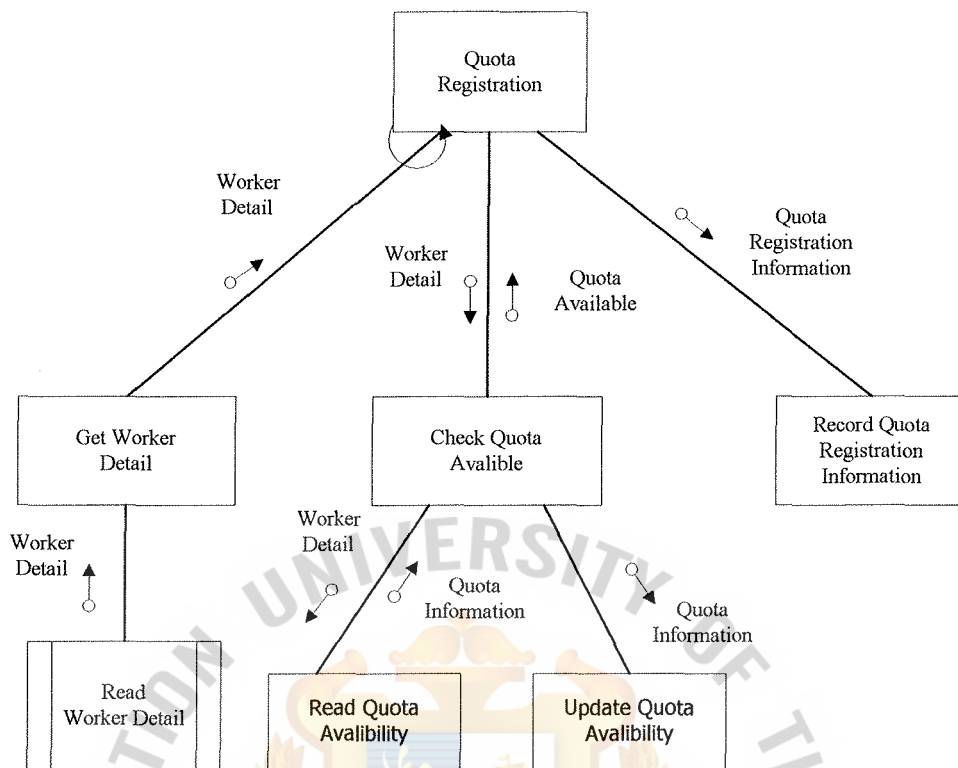 Quota
Registration
Worker
Detail
Worker
Detail
Quota
Available
Quota
Registration
Information
Get Worker
Detail
Check Quota
Avalible
Record Quota
Registration
Information
Worker
Detail
Worker
Detail
Quota
Information
Quota
Information
Read
Worker Detail
Read Quota
Avalibility
Update Quota
Avalibility